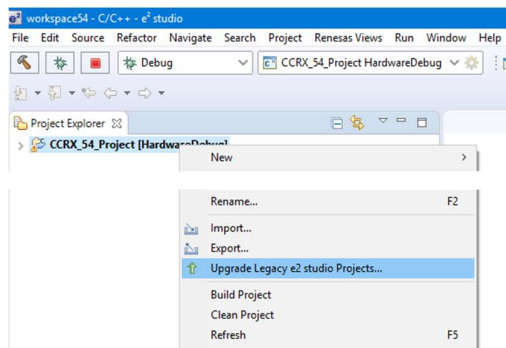 e² workspace54 - C/C++ - e² studio
File Edit Source Refactor Navigate Search Project Renesas Views Run Window Help
Debug CCRX_54_Project HardwareDebug
Project Explorer
CCRX_54_Project [HardwareDebug]
New
Rename... F2
Import...
Export...
Upgrade Legacy e2 studio Projects...
Build Project
Clean Project
Refresh F5